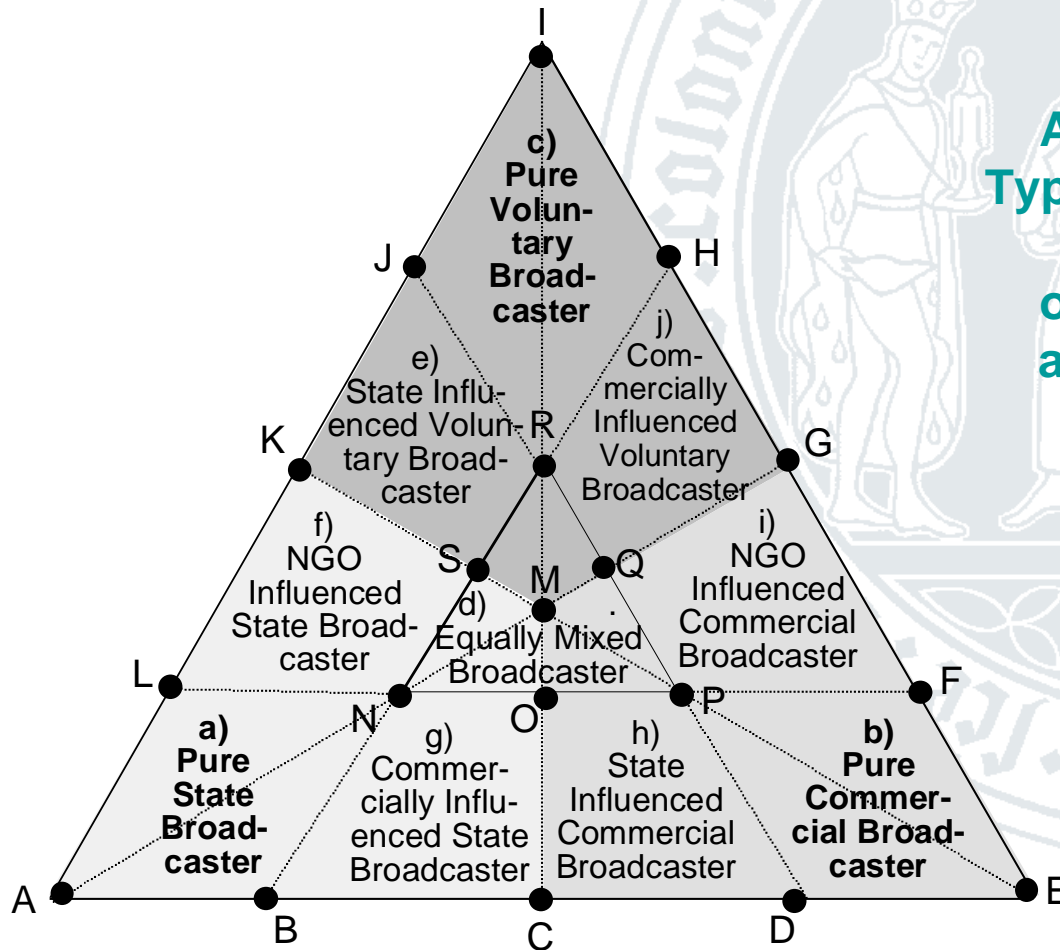 I
c)
Pure
Volun-
tary
Broad-
caster
J
H
e)
State Influ-
enced Volun-
tary Broad-
caster
R
j)
Com-
mercially
Influenced
Voluntary
Broadcaster
K
G
f)
NGO
Influenced
State Broad-
caster
S
M
Q
d)
Equally Mixed
Broadcaster
i)
NGO
Influenced
Commercial
Broadcaster
L
N
O
P
F
a)
Pure
State
Broad-
caster
g)
Commer-
cially Influ-
enced State
Broadcaster
h)
State
Influenced
Commercial
Broadcaster
b)
Pure
Commer-
cial Broad-
caster
A
B
C
D
E